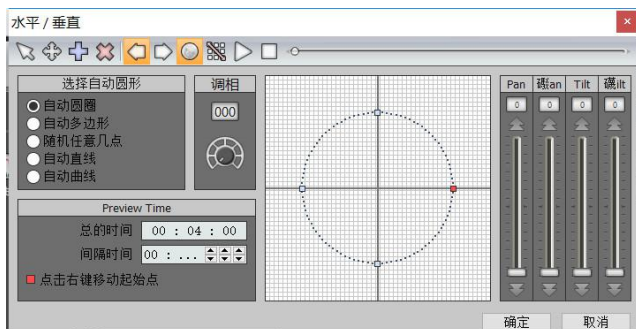 水平 / 垂直
选择自动圆形
自动圆圈
自动多边形
随机任意几点
自动直线
自动曲线
调相
000
Preview Time
总的时间 00 : 04 : 00
间隔时间 00 : ...
点击右键移动起始点
Pan
0
an
0
Tilt
0
ilt
0
确定
取消